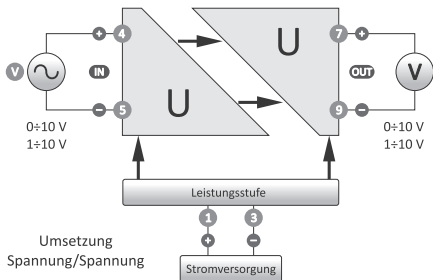 + 4 U 7 +
V IN U OUT V
− 5 9 −
0÷10 V
1÷10 V
0÷10 V
1÷10 V
Leistungsstufe
1 3
+ −
Umsetzung
Spannung/Spannung
Stromversorgung